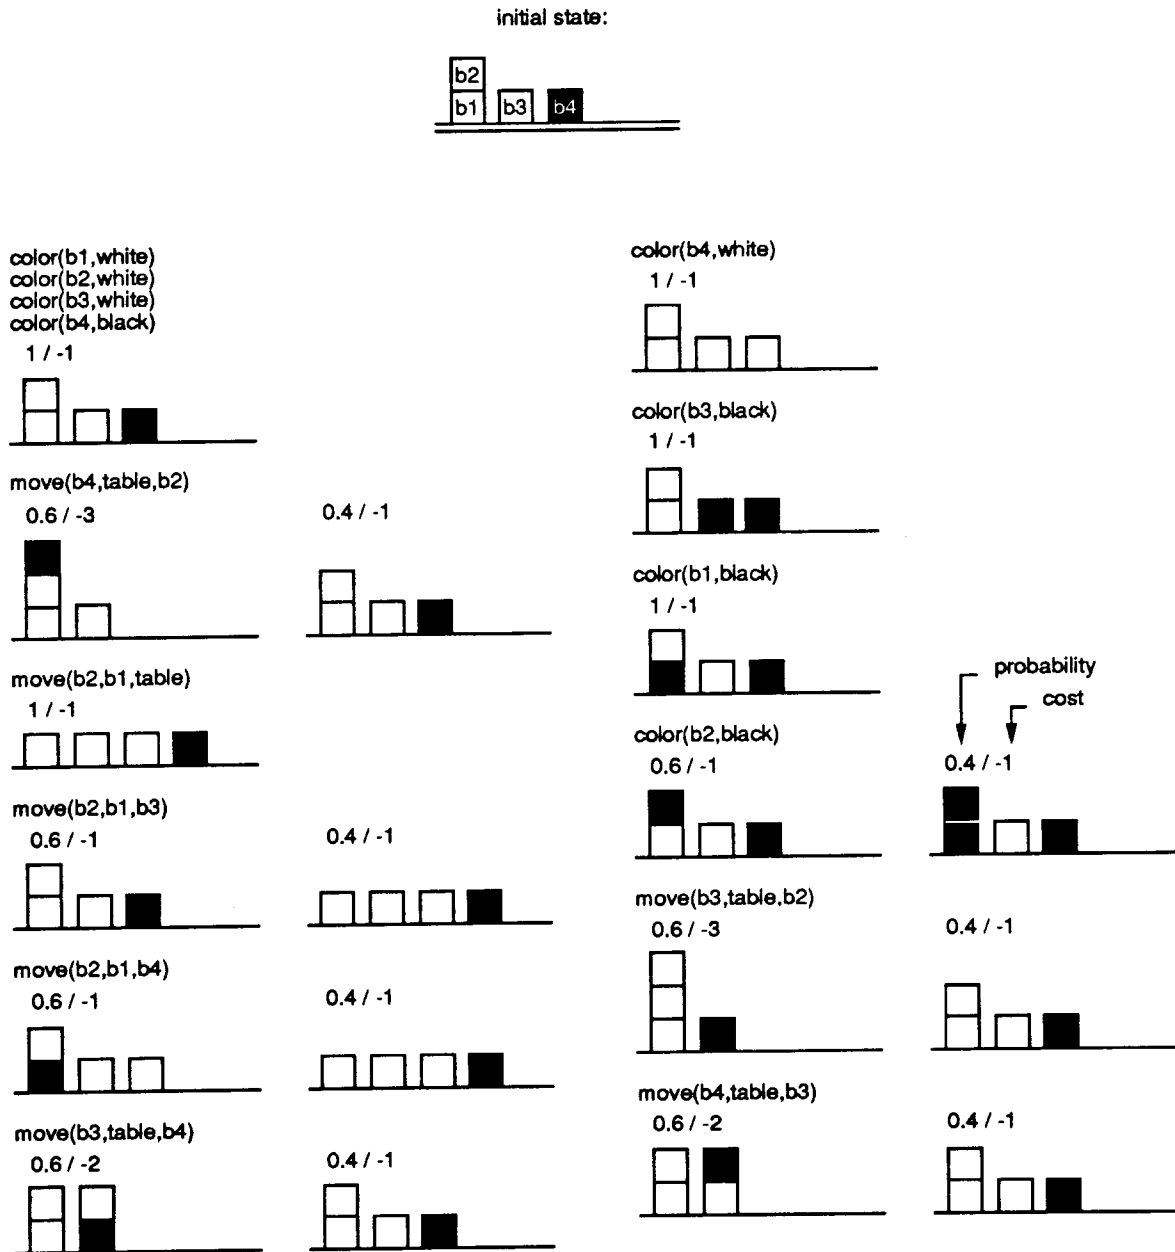 initial state:
b2
b1 b3 b4
color(b1,white)
color(b2,white)
color(b3,white)
color(b4,black)
1 / -1
move(b4,table,b2)
0.6 / -3 0.4 / -1
move(b2,b1,table)
1 / -1
move(b2,b1,b3)
0.6 / -1 0.4 / -1
move(b2,b1,b4)
0.6 / -1 0.4 / -1
move(b3,table,b4)
0.6 / -2 0.4 / -1
color(b4,white)
1 / -1
color(b3,black)
1 / -1
color(b1,black)
1 / -1
probability
cost
color(b2,black)
0.6 / -1 0.4 / -1
move(b3,table,b2)
0.6 / -3 0.4 / -1
move(b4,table,b3)
0.6 / -2 0.4 / -1